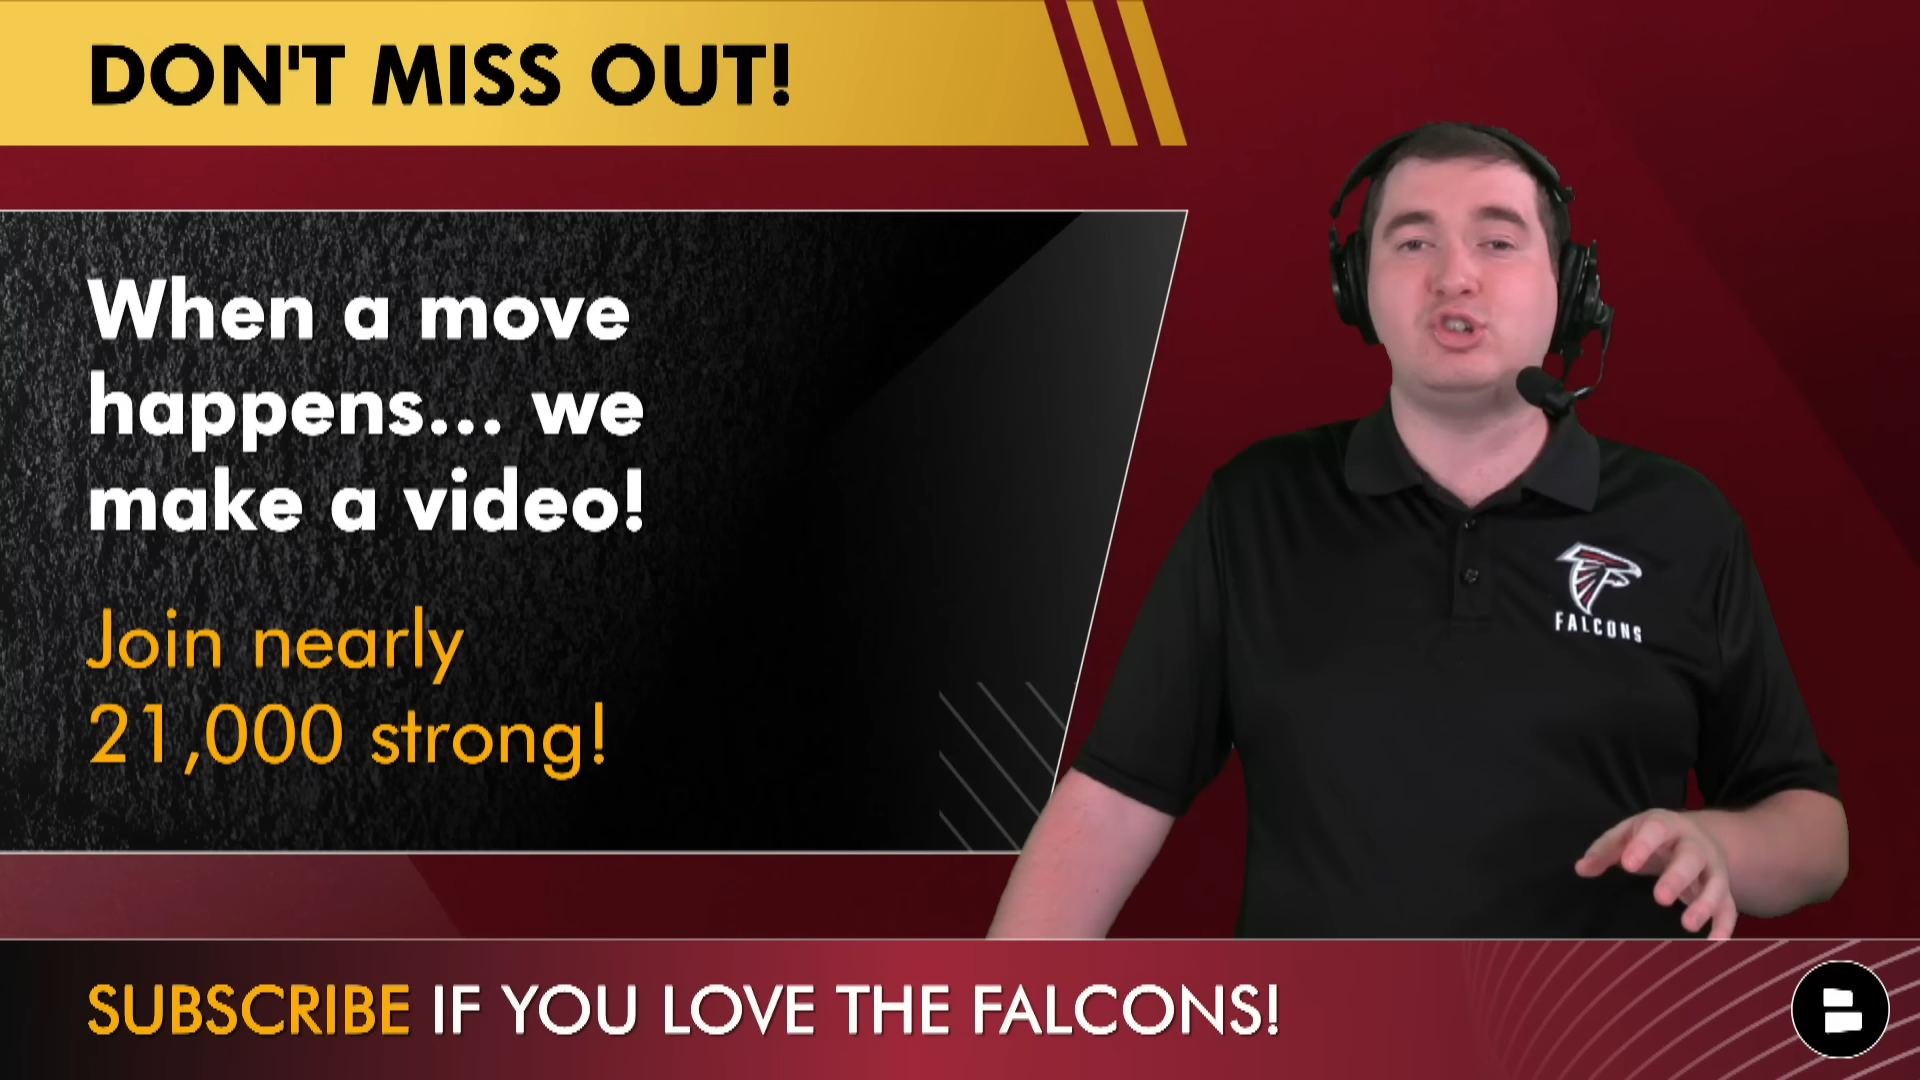 DON'T MISS OUT!
When a move
happens... we
make a video!
Join nearly
21,000 strong!
FALCONS
SUBSCRIBE IF YOU LOVE THE FALCONS!